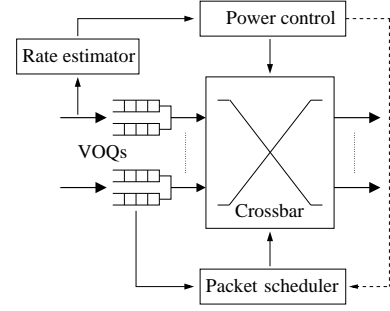 Power control
Rate estimator
VOQs
Crossbar
Packet scheduler